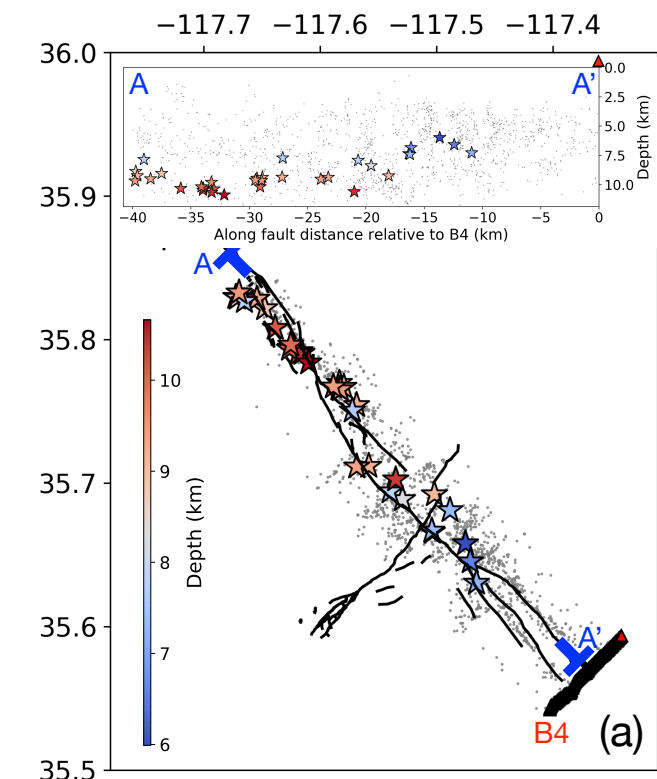 −117.7 −117.6 −117.5 −117.4
36.0
A A’
0.0
2.5
5.0
7.5
10.0
Depth (km)
−40 −35 −30 −25 −20 −15 −10 −5 0
Along fault distance relative to B4 (km)
35.9
A
35.8
10
9
8
7
6
Depth (km)
35.7
35.6
A’
B4 (a)
35.5